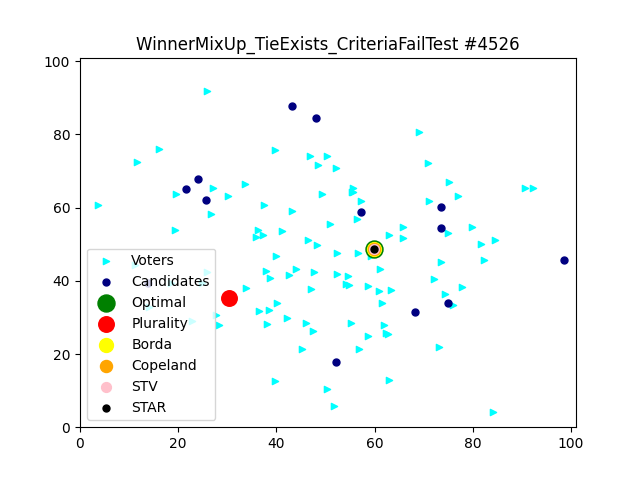 WinnerMixUp_TieExists_CriteriaFailTest #4526
100
80
60
40
20
0
Voters
Candidates
Optimal
Plurality
Borda
Copeland
STV
STAR
0 20 40 60 80 100